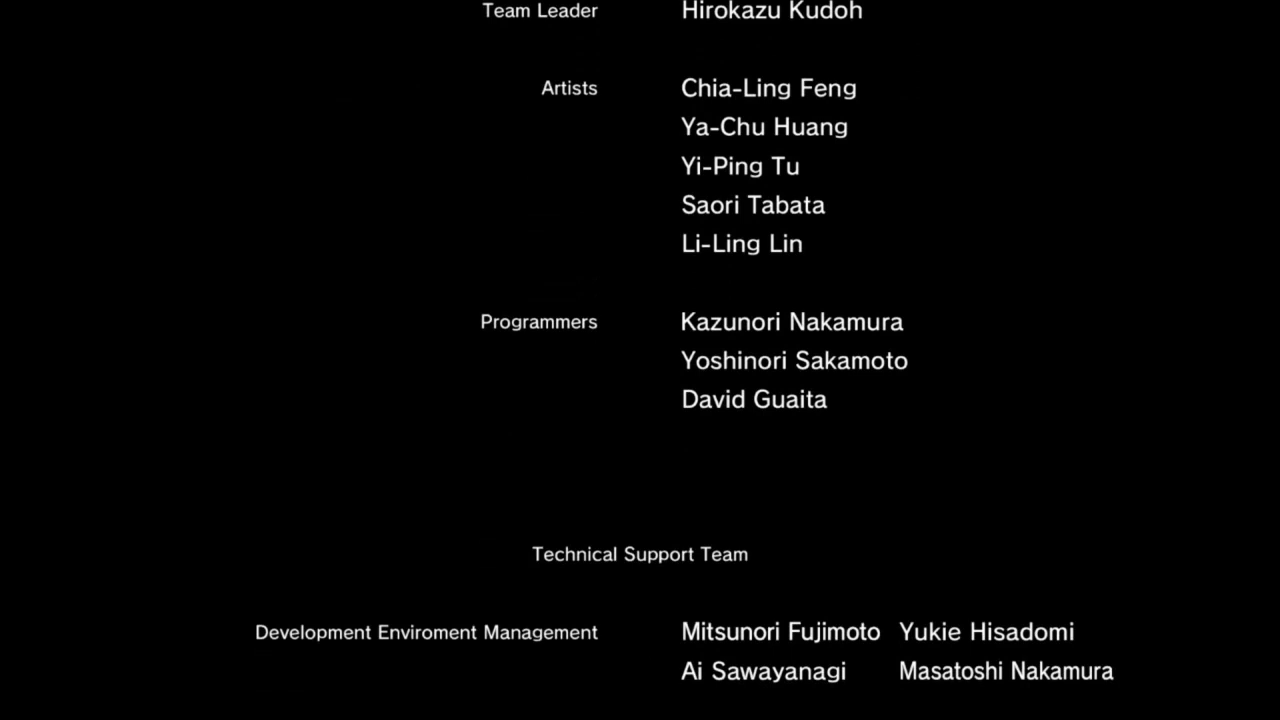 Team Leader Hirokazu Kudoh
Artists Chia-Ling Feng
Ya-Chu Huang
Yi-Ping Tu
Saori Tabata
Li-Ling Lin
Programmers Kazunori Nakamura
Yoshinori Sakamoto
David Guaita
Technical Support Team
Development Enviroment Management Mitsunori Fujimoto Yukie Hisadomi
Ai Sawayanagi Masatoshi Nakamura